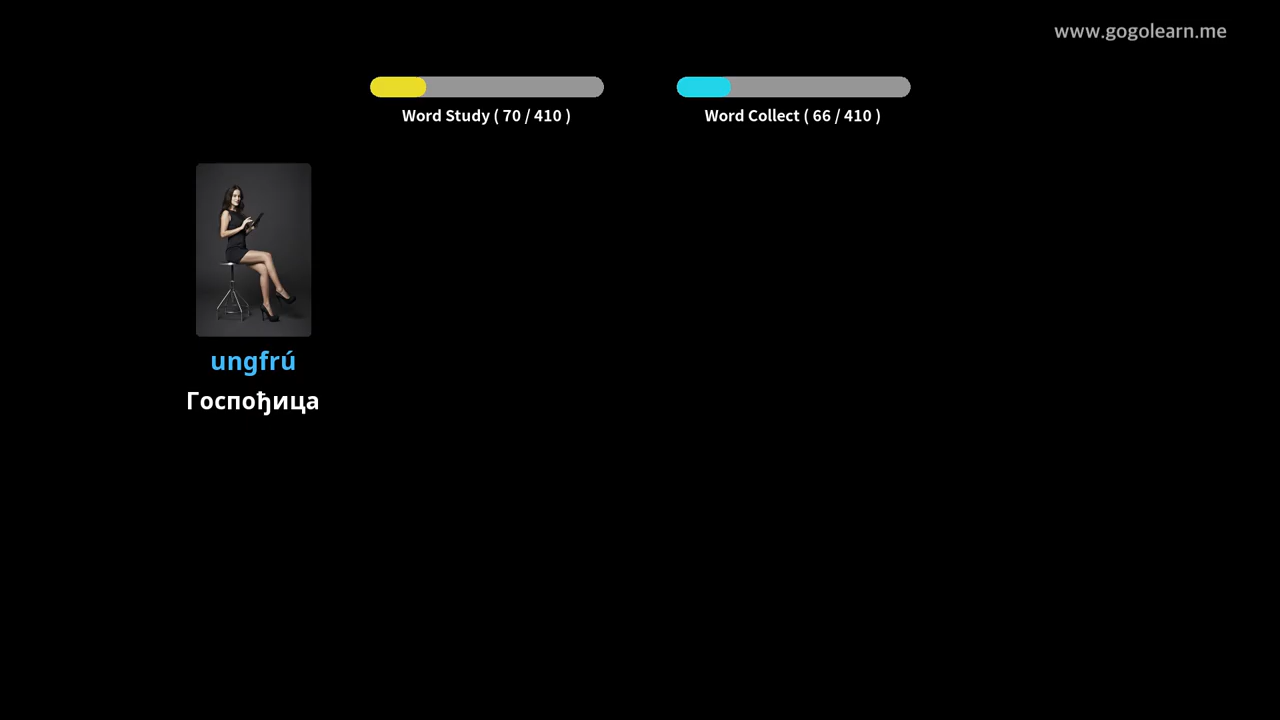 www.gogolearn.me
Word Study ( 70 / 410 )
Word Collect ( 66 / 410 )
ungfrú
Госпођица